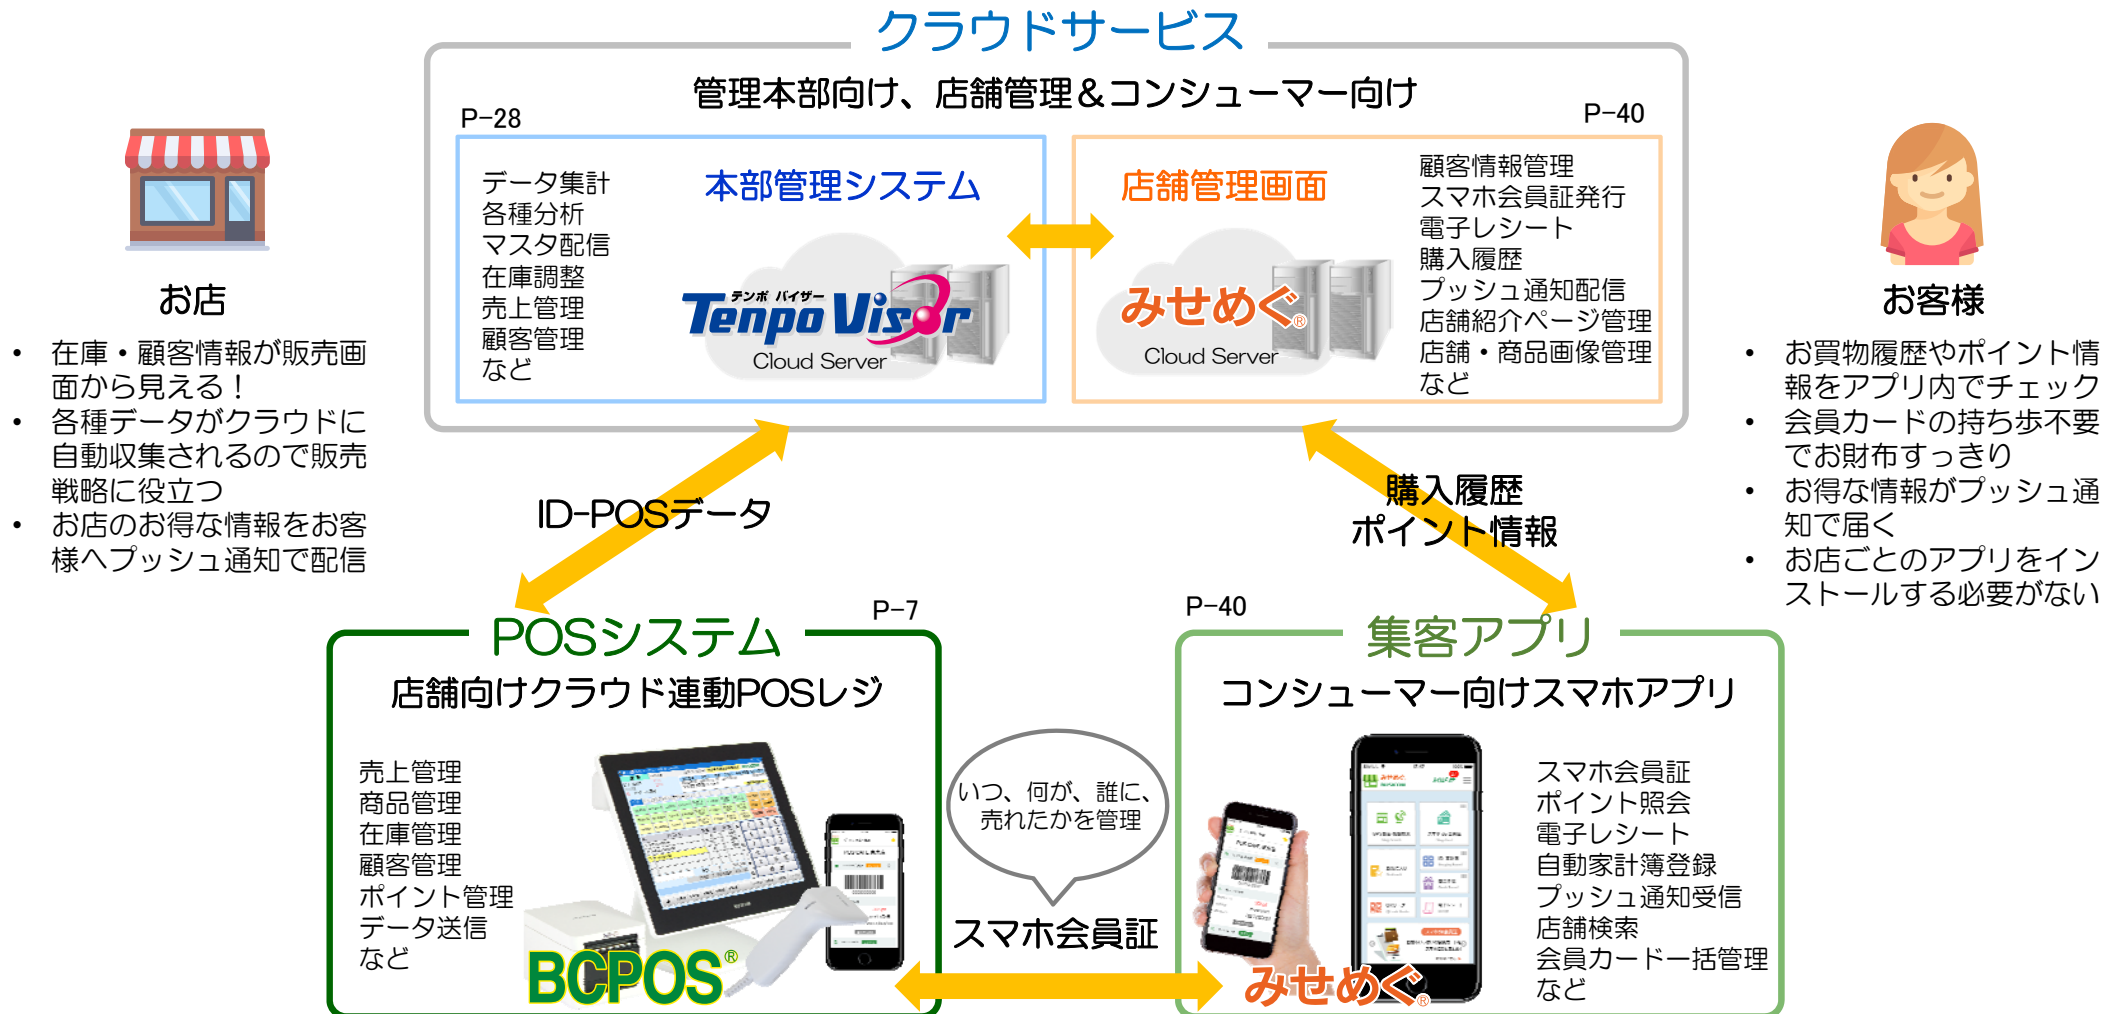 クラウドサービス
管理本部向け、店舗管理＆コンシューマー向け
P-28
P-40
データ集計
各種分析
マスタ配信
在庫調整
売上管理
顧客管理
など
本部管理システム
テンポ バイザー
Tenpo Visor
Cloud Server
店舗管理画面
みせめぐ®
Cloud Server
顧客情報管理
スマホ会員証発行
電子レシート
購入履歴
プッシュ通知配信
店舗紹介ページ管理
店舗・商品画像管理
など
お店
• 在庫・顧客情報が販売画
面から見える！
• 各種データがクラウドに
自動収集されるので販売
戦略に役立つ
• お店のお得な情報をお客
様へプッシュ通知で配信
お客様
• お買物履歴やポイント情
報をアプリ内でチェック
• 会員カードの持ち歩不要
でお財布すっきり
• お得な情報がプッシュ通
知で届く
• お店ごとのアプリをイン
ストールする必要がない
ID-POSデータ
購入履歴
ポイント情報
P-7
POSシステム
店舗向けクラウド連動POSレジ
売上管理
商品管理
在庫管理
顧客管理
ポイント管理
データ送信
など
BCPOS®
いつ、何が、誰に、
売れたかを管理
スマホ会員証
P-40
集客アプリ
コンシューマー向けスマホアプリ
みせめぐ
みせめぐ®
スマホ会員証
ポイント照会
電子レシート
自動家計簿登録
プッシュ通知受信
店舗検索
会員カード一括管理
など